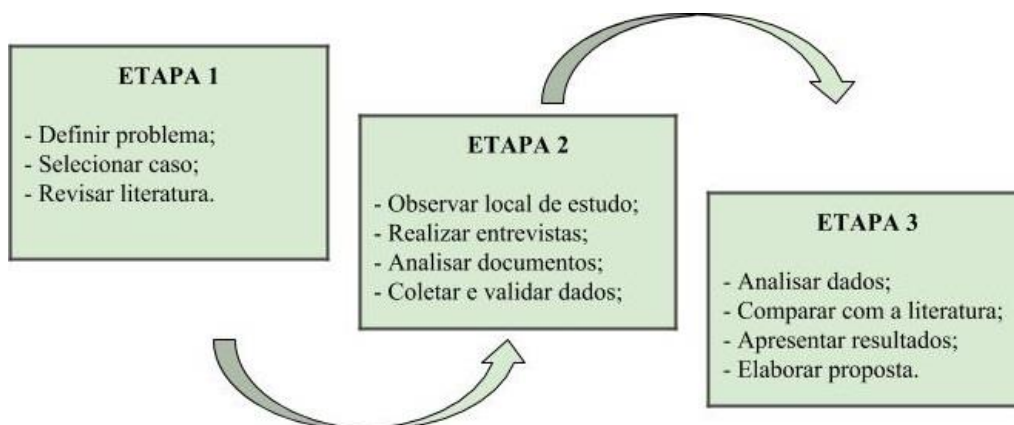 ETAPA 1
- Definir problema;
- Selecionar caso;
- Revisar literatura.
ETAPA 2
- Observar local de estudo;
- Realizar entrevistas;
- Analisar documentos;
- Coletar e validar dados;
ETAPA 3
- Analisar dados;
- Comparar com a literatura;
- Apresentar resultados;
- Elaborar proposta.